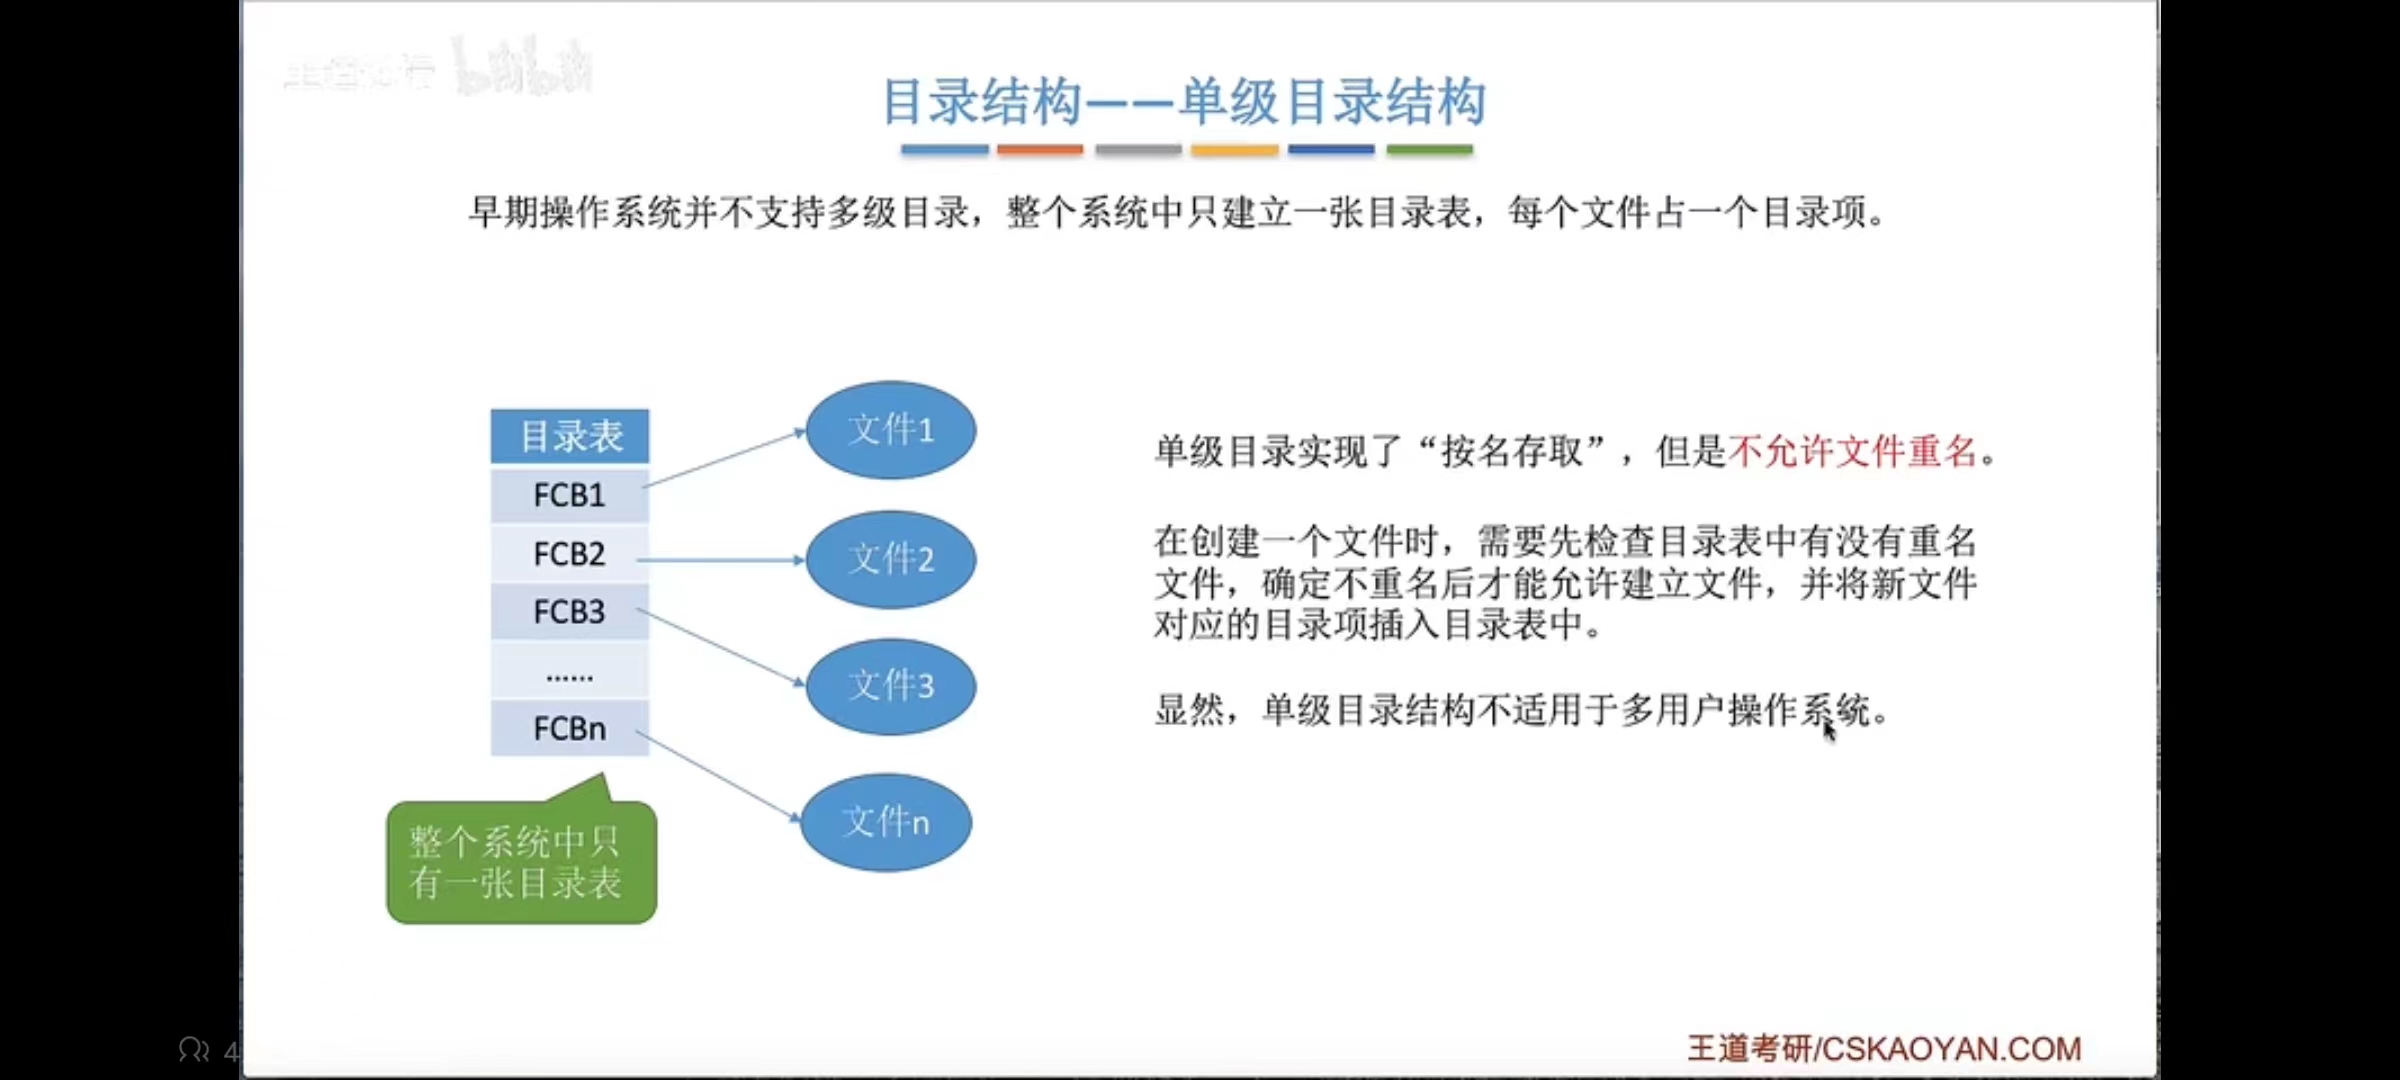 目录结构——单级目录结构
早期操作系统并不支持多级目录，整个系统中只建立一张目录表，每个文件占一个目录项。
目录表
FCB1
FCB2
FCB3
……
FCBn
文件1
文件2
文件3
文件n
整个系统中只
有一张目录表
单级目录实现了“按名存取”，但是不允许文件重名。
在创建一个文件时，需要先检查目录表中有没有重名
文件，确定不重名后才能允许建立文件，并将新文件
对应的目录项插入目录表中。
显然，单级目录结构不适用于多用户操作系统。
王道考研/CSKAOYAN.COM
bilibili
4